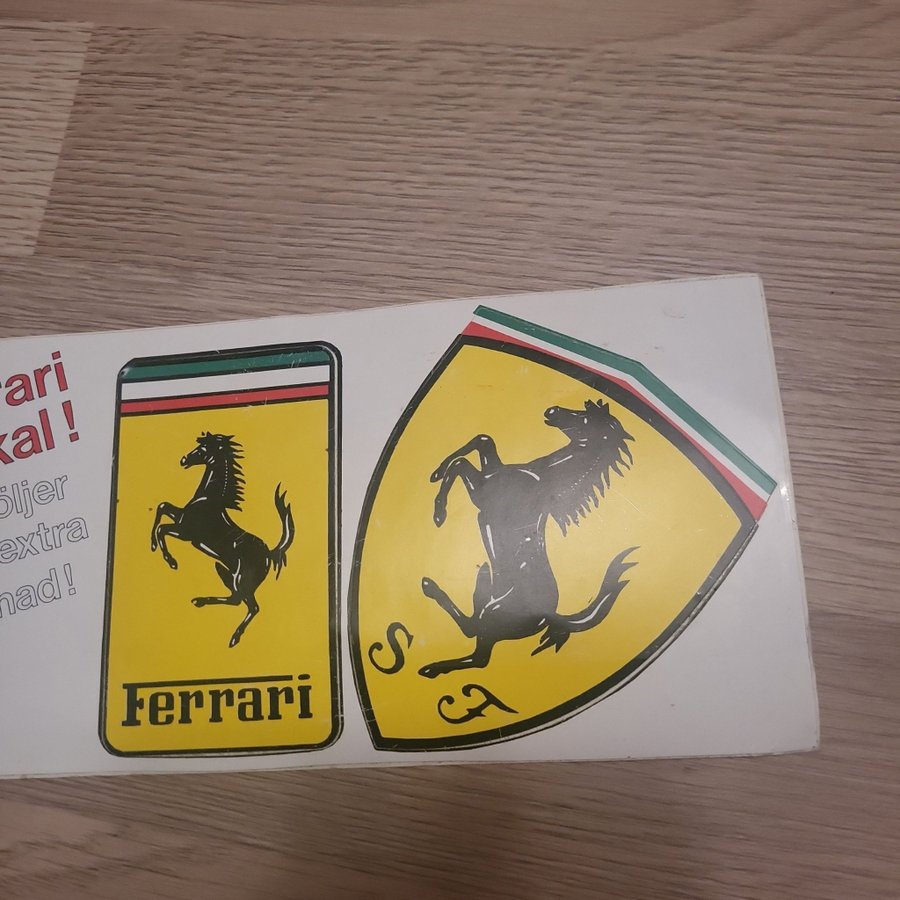 rari
kal!
öljer
extra
nad!
Ferrari
S F